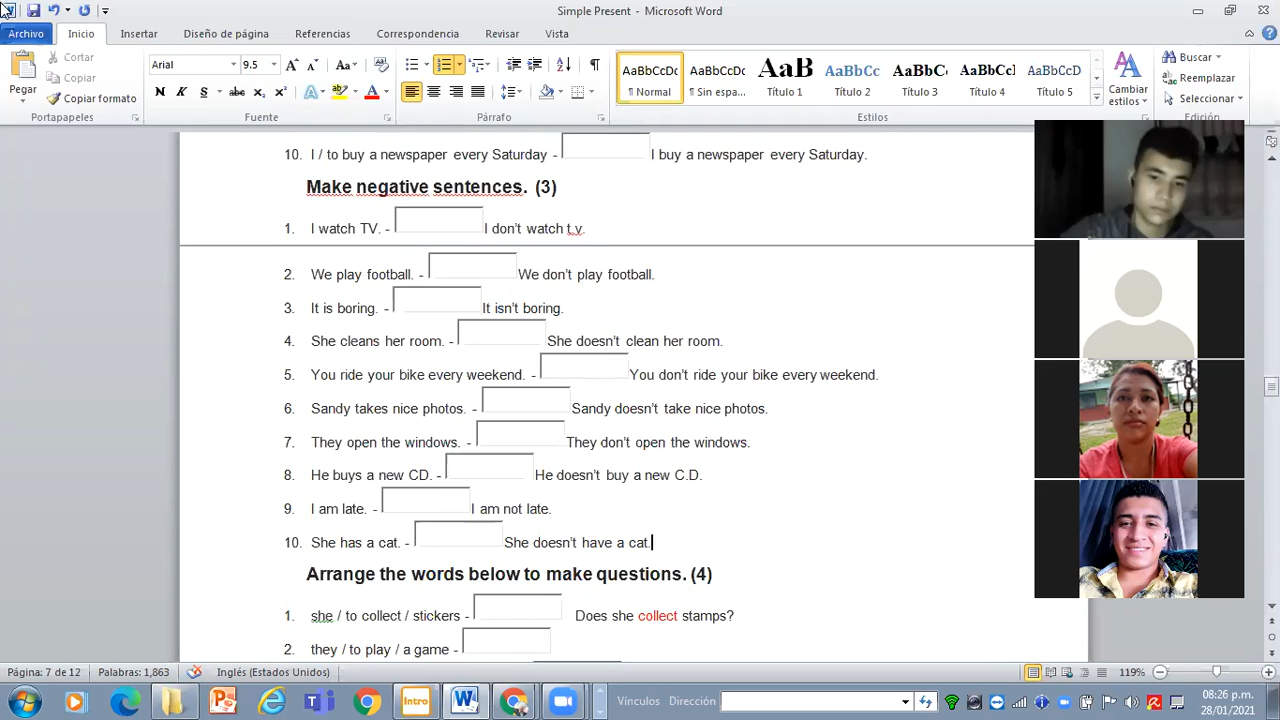 Simple Present - Microsoft Word
Archivo Inicio Insertar Diseño de página Referencias Correspondencia Revisar Vista
Cortar
Copiar
Copiar formato
Pegar
Portapapeles
Arial 9.5
Aa
N K S abc x₂ x²
Fuente
Párrafo
AaBbCcDc AaBbCcDc AaB AaBbCc AaBbCc AaBbCc AaBbCcD
¶ Normal ¶ Sin espa... Título 1 Título 2 Título 3 Título 4 Título 5
Cambiar estilos
Estilos
Buscar
Reemplazar
Seleccionar
Edición
10. I / to buy a newspaper every Saturday - I buy a newspaper every Saturday.
Make negative sentences. (3)
1. I watch TV. - I don't watch t.v.
2. We play football. - We don't play football.
3. It is boring. - It isn't boring.
4. She cleans her room. - She doesn't clean her room.
5. You ride your bike every weekend. - You don't ride your bike every weekend.
6. Sandy takes nice photos. - Sandy doesn't take nice photos.
7. They open the windows. - They don't open the windows.
8. He buys a new CD. - He doesn't buy a new C.D.
9. I am late. - I am not late.
10. She has a cat. - She doesn't have a cat.
Arrange the words below to make questions. (4)
1. she / to collect / stickers - Does she collect stamps?
2. they / to play / a game -
Página: 7 de 12 Palabras: 1,863 Inglés (Estados Unidos) 119%
Intro
Vínculos Dirección
08:26 p.m.
28/01/2021